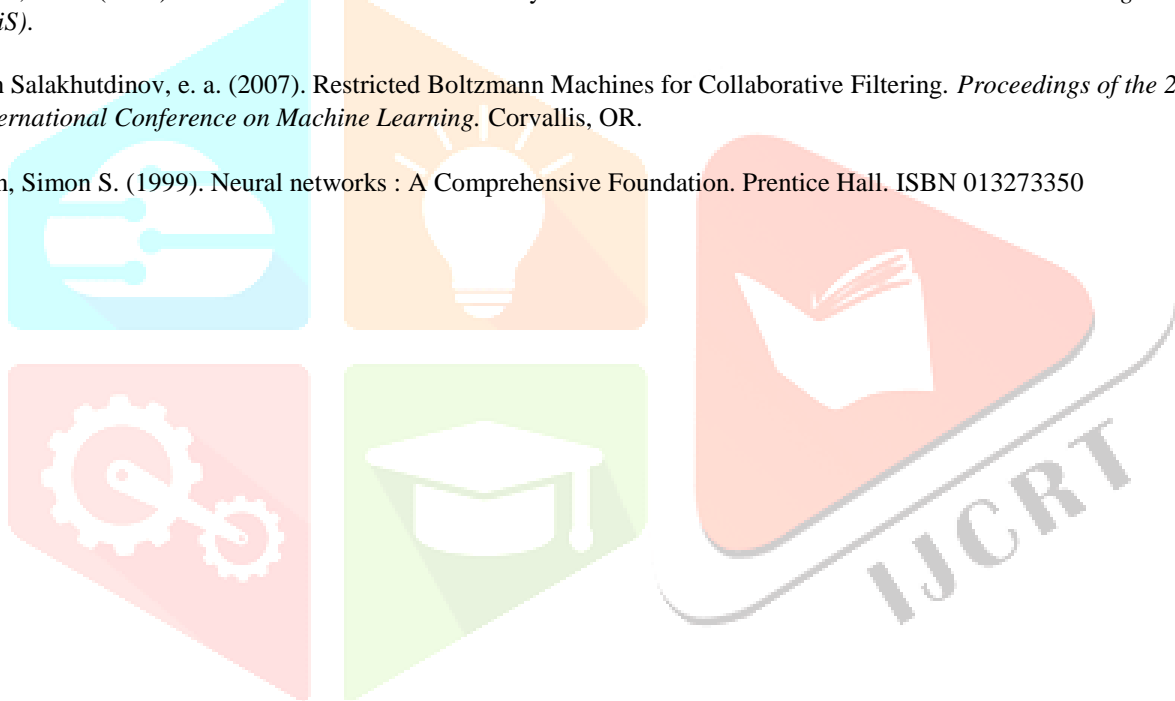 iS).
n Salakhutdinov, e. a. (2007). Restricted Boltzmann Machines for Collaborative Filtering. Proceedings of the 2
ernational Conference on Machine Learning. Corvallis, OR.
n, Simon S. (1999). Neural networks : A Comprehensive Foundation. Prentice Hall. ISBN 013273350
IJCRT